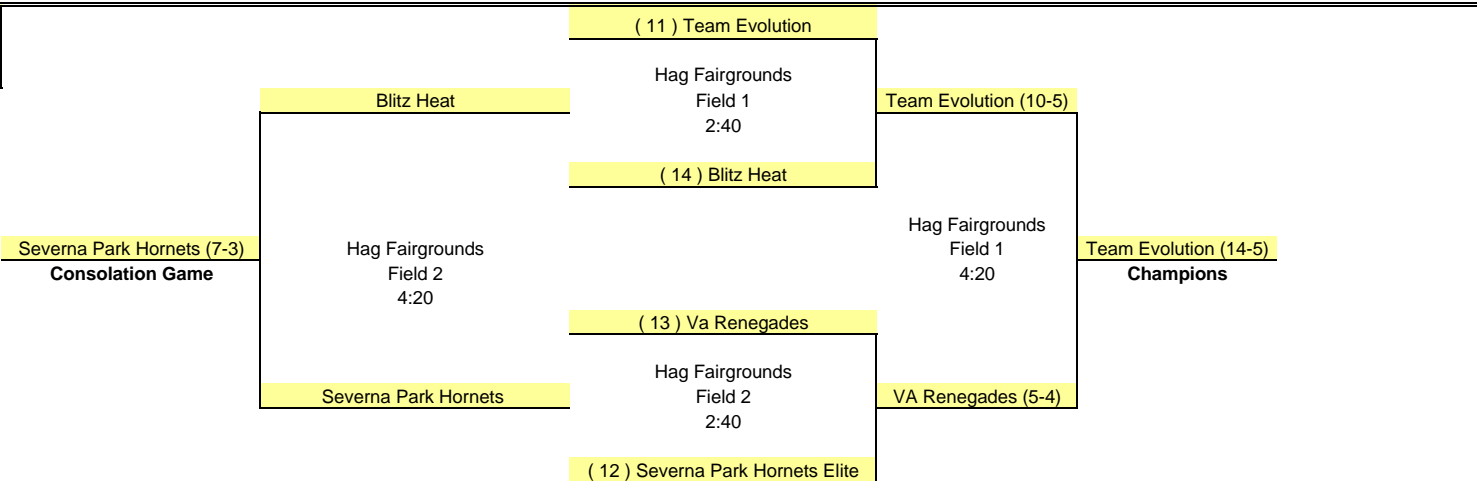 ( 11 ) Team Evolution
Hag Fairgrounds
Blitz Heat
Field 1
Team Evolution (10-5)
2:40
( 14 ) Blitz Heat
Hag Fairgrounds
Severna Park Hornets (7-3)
Hag Fairgrounds
Field 1
Team Evolution (14-5)
Consolation Game
Field 2
4:20
Champions
4:20
( 13 ) Va Renegades
Hag Fairgrounds
Severna Park Hornets
Field 2
VA Renegades (5-4)
2:40
( 12 ) Severna Park Hornets Elite